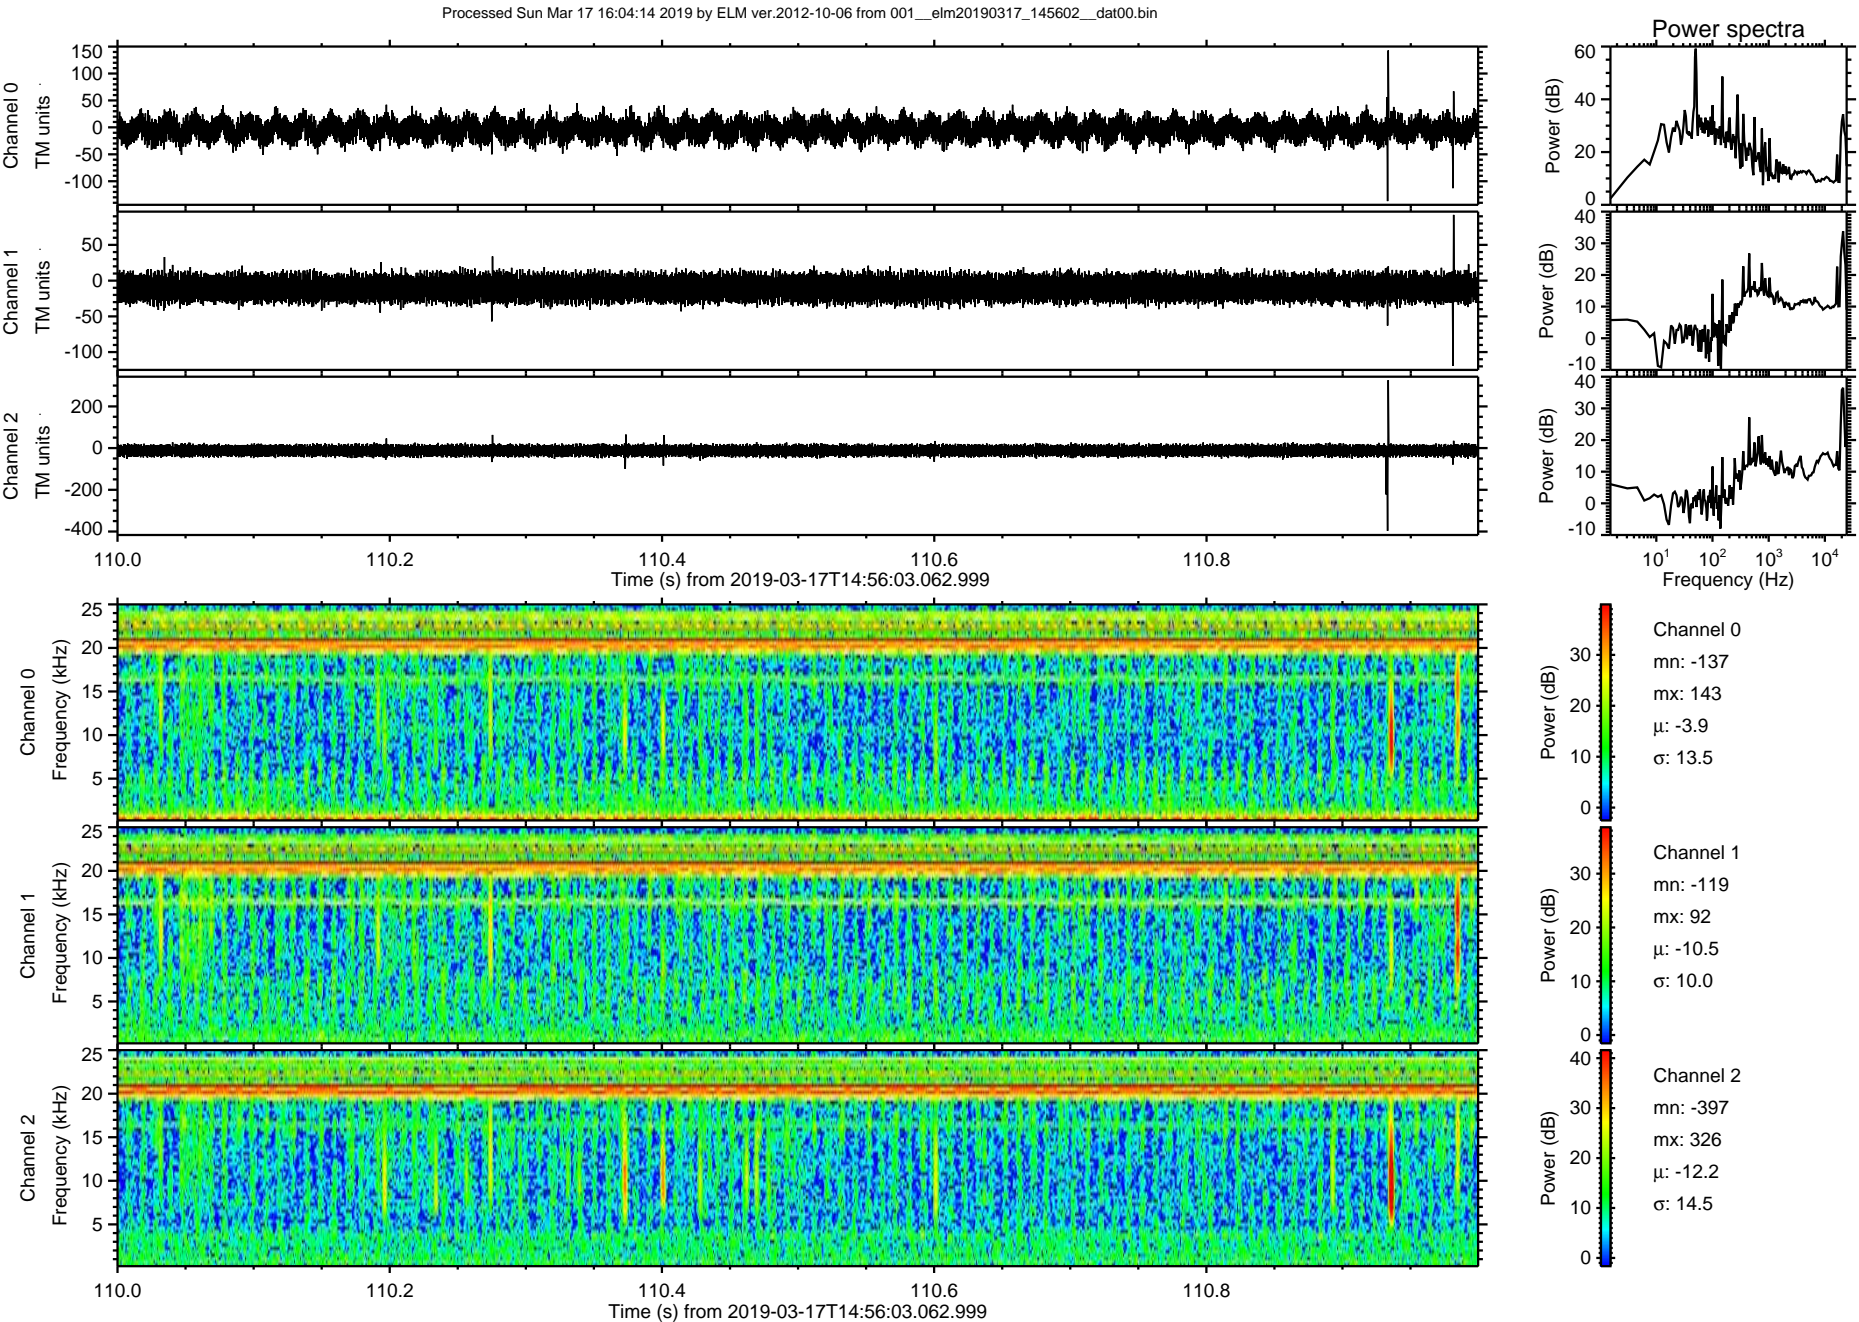 Processed Sun Mar 17 16:04:14 2019 by ELM ver.2012-10-06 from 001__elm20190317_145602__dat00.bin
Power spectra
Channel 0
TM units
150
100
50
0
-50
-100
Power (dB)
60
40
20
0
Channel 1
TM units
50
0
-50
-100
Power (dB)
40
30
20
10
0
-10
Channel 2
TM units
200
0
-200
-400
Power (dB)
40
30
20
10
0
-10
110.0 110.2 110.4 110.6 110.8
Time (s) from 2019-03-17T14:56:03.062.999
10¹ 10² 10³ 10⁴
Frequency (Hz)
Channel 0
Frequency (kHz)
25
20
15
10
5
Power (dB)
30
20
10
0
Channel 0
mn: -137
mx: 143
μ: -3.9
σ: 13.5
Channel 1
Frequency (kHz)
25
20
15
10
5
Power (dB)
30
20
10
0
Channel 1
mn: -119
mx: 92
μ: -10.5
σ: 10.0
Channel 2
Frequency (kHz)
25
20
15
10
5
Power (dB)
40
30
20
10
0
Channel 2
mn: -397
mx: 326
μ: -12.2
σ: 14.5
110.0 110.2 110.4 110.6 110.8
Time (s) from 2019-03-17T14:56:03.062.999